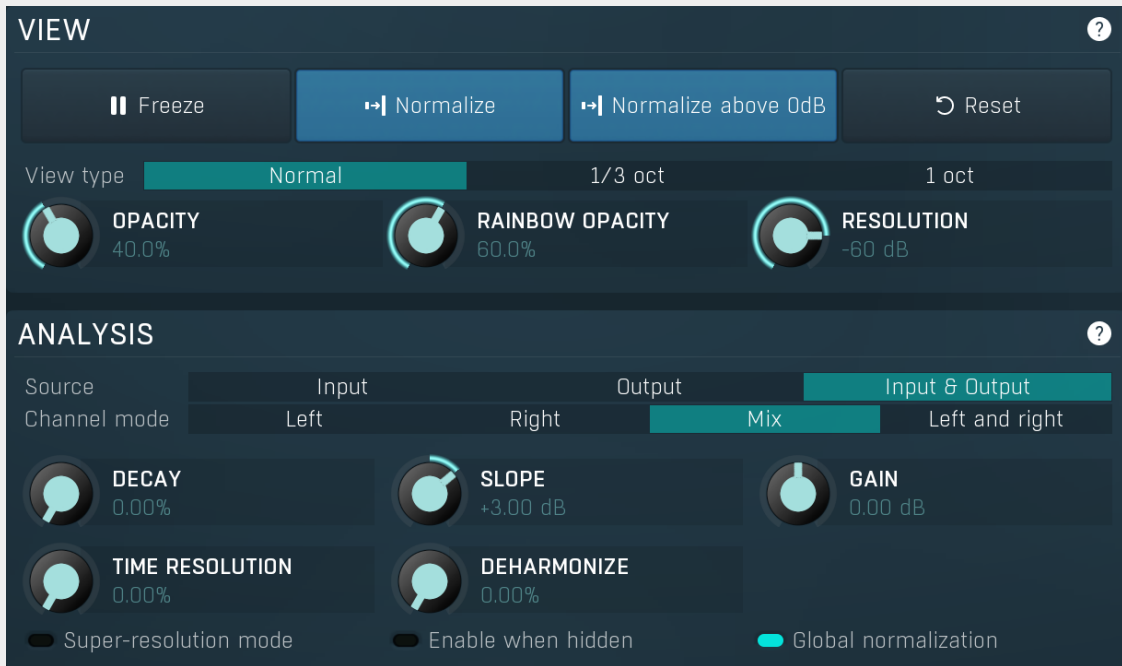 VIEW
?
Freeze
Normalize
Normalize above 0dB
Reset
View type
Normal
1/3 oct
1 oct
OPACITY
40.0%
RAINBOW OPACITY
60.0%
RESOLUTION
-60 dB
ANALYSIS
?
Source
Input
Output
Input & Output
Channel mode
Left
Right
Mix
Left and right
DECAY
0.00%
SLOPE
+3.00 dB
GAIN
0.00 dB
TIME RESOLUTION
0.00%
DEHARMONIZE
0.00%
Super-resolution mode
Enable when hidden
Global normalization